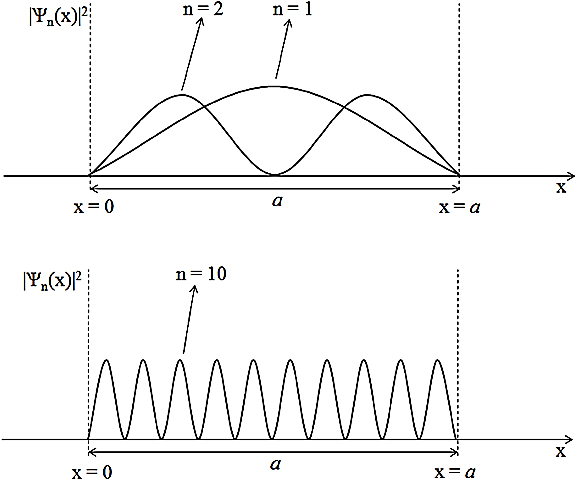 |Ψn(x)|²
n = 2
n = 1
x
x = 0
a
x = a
|Ψn(x)|²
n = 10
x
x = 0
a
x = a